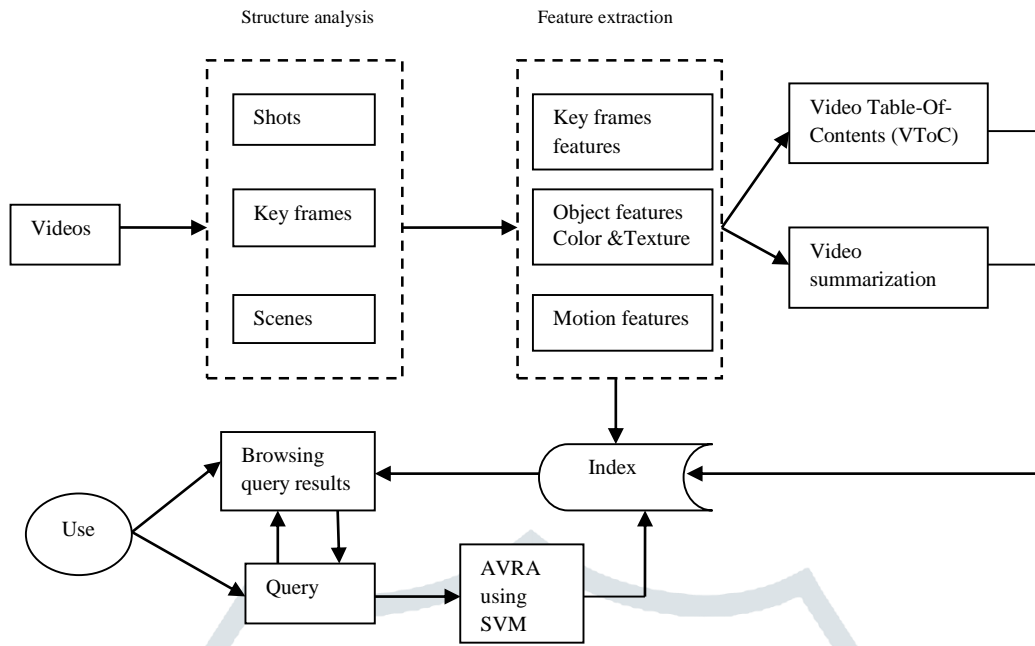 Structure analysis
Feature extraction
Shots
Key frames
Scenes
Videos
Key frames
features
Object features
Color &Texture
Motion features
Video Table-Of-
Contents (VToC)
Video
summarization
Browsing
query results
Index
Use
Query
AVRA
using
SVM